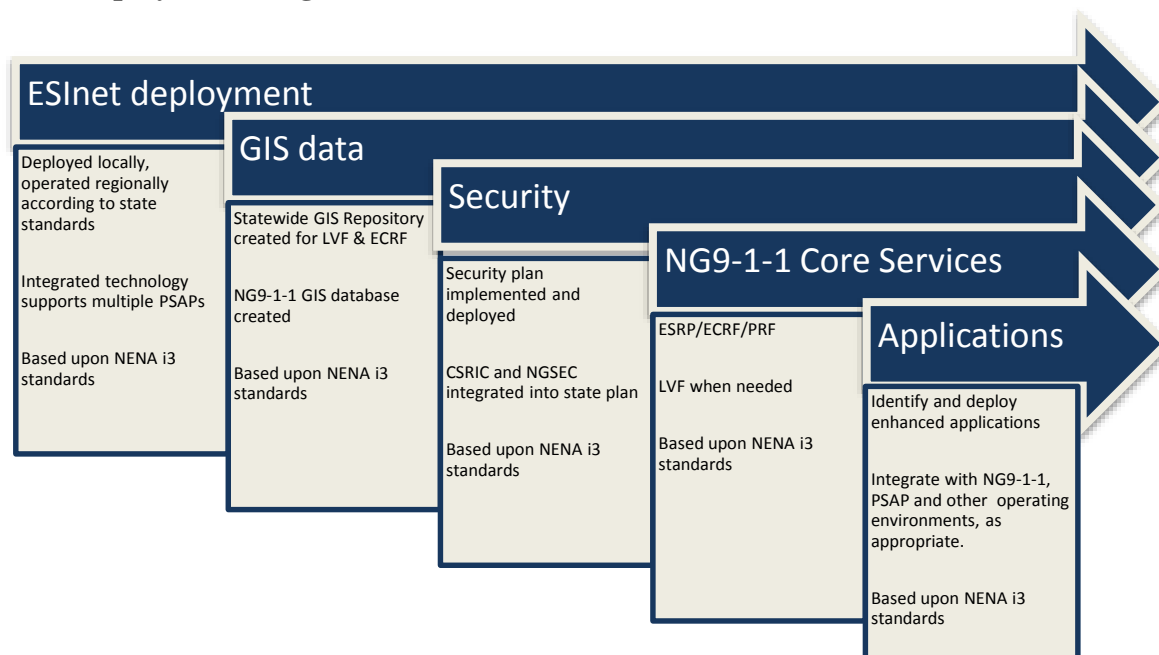 ESInet deployment
Deployed locally,
operated regionally
according to state
standards
Integrated technology
supports multiple PSAPs
Based upon NENA i3
standards
GIS data
Statewide GIS Repository
created for LVF & ECRF
NG9-1-1 GIS database
created
Based upon NENA i3
standards
Security
Security plan
implemented and
deployed
CSRIC and NGSEC
integrated into state plan
Based upon NENA i3
standards
NG9-1-1 Core Services
ESRP/ECRF/PRF
LVF when needed
Based upon NENA i3
standards
Applications
Identify and deploy
enhanced applications
Integrate with NG9-1-1,
PSAP and other operating
environments, as
appropriate.
Based upon NENA i3
standards